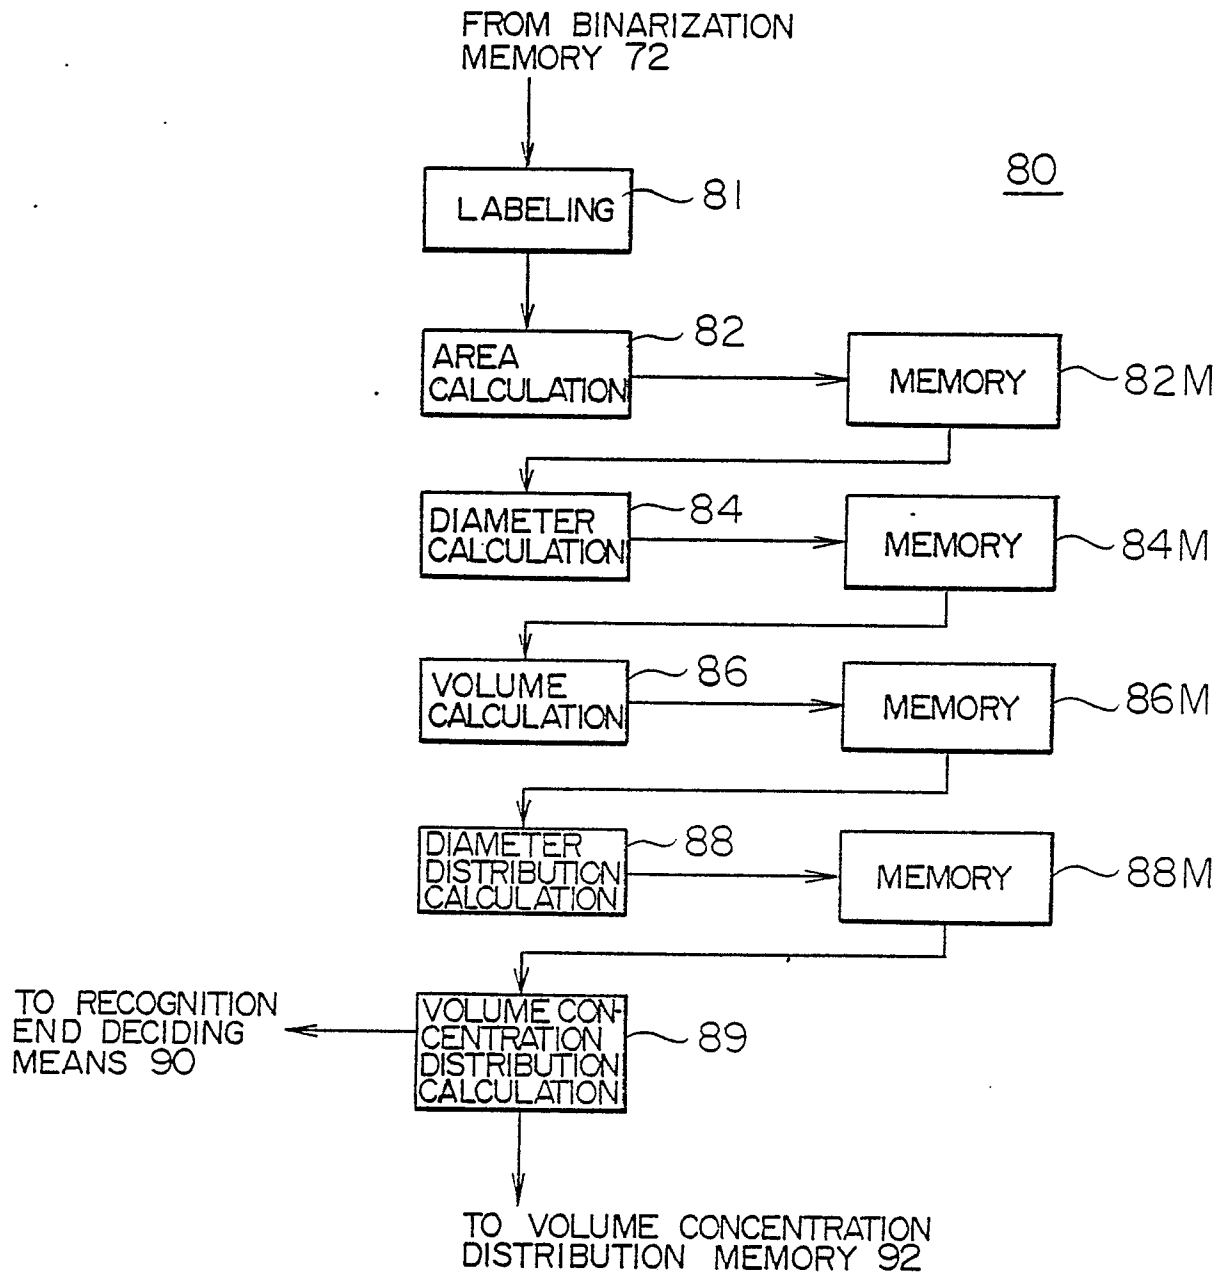 FROM BINARIZATION
MEMORY 72
80
LABELING
81
AREA
CALCULATION
82
MEMORY
82M
DIAMETER
CALCULATION
84
MEMORY
84M
VOLUME
CALCULATION
86
MEMORY
86M
DIAMETER
DISTRIBUTION
CALCULATION
88
MEMORY
88M
TO RECOGNITION
END DECIDING
MEANS 90
VOLUME CON-
CENTRATION
DISTRIBUTION
CALCULATION
89
TO VOLUME CONCENTRATION
DISTRIBUTION MEMORY 92